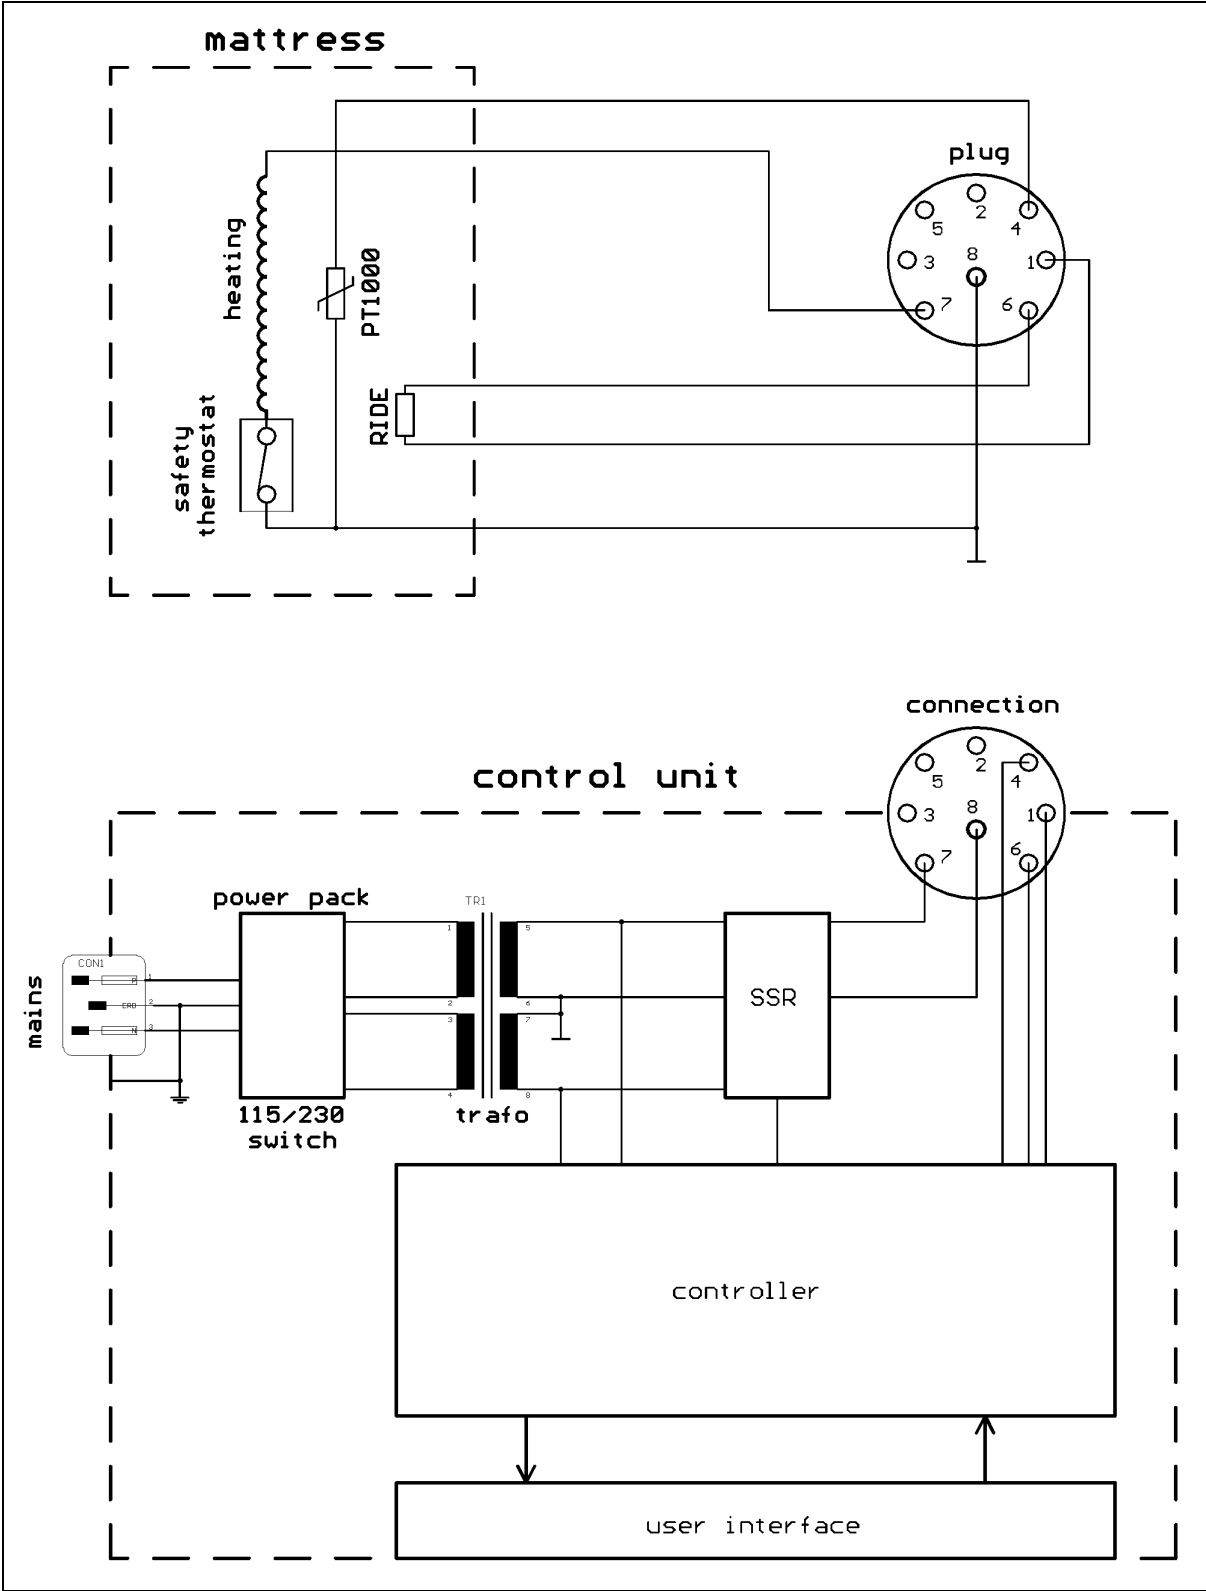 mattress
plug
2
5
4
8
3
1
7
6
heating
PT1000
RIDE
safety
thermostat
connection
2
5
4
8
3
1
7
6
control unit
power pack
TR1
1
5
CON1
P
1
2
6
GRD
2
SSR
mains
3
7
N
3
4
8
115/230
switch
trafo
controller
user interface